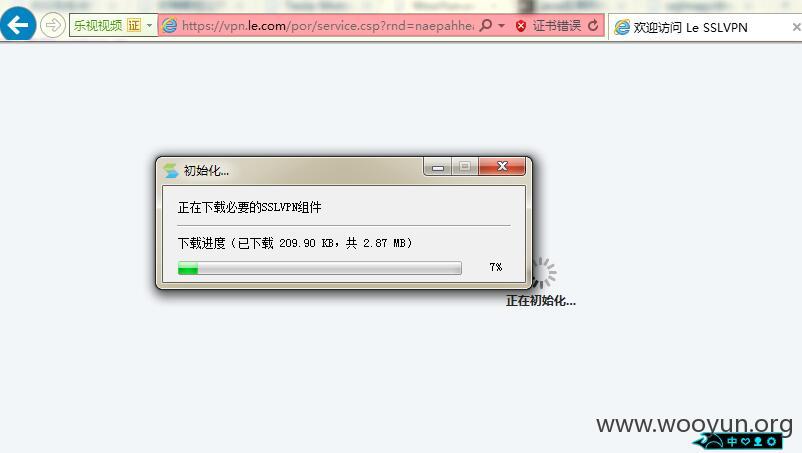 乐视视频 证 https://vpn.le.com/por/service.csp?rnd=naepahhea 证书错误 欢迎访问 Le SSLVPN
初始化...
正在下载必要的SSLVPN组件
下载进度（已下载 209.90 KB，共 2.87 MB）
7%
正在初始化...
www.wooyun.org
中